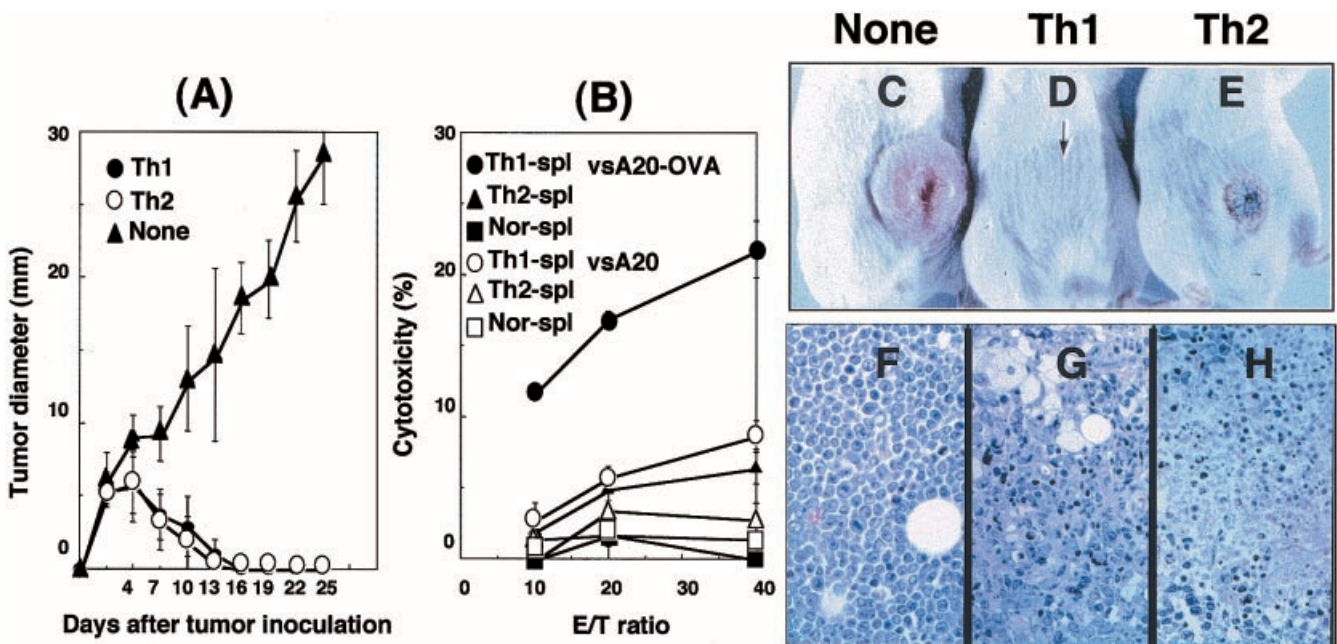 None Th1 Th2
(A)
30
20
10
0
Tumor diameter (mm)
Th1
Th2
None
4 7 10 13 16 19 22 25
Days after tumor inoculation
(B)
30
20
10
0
Cytotoxicity (%)
Th1-spl vsA20-OVA
Th2-spl
Nor-spl
Th1-spl vsA20
Th2-spl
Nor-spl
0 10 20 30 40
E/T ratio
C D E
F G H